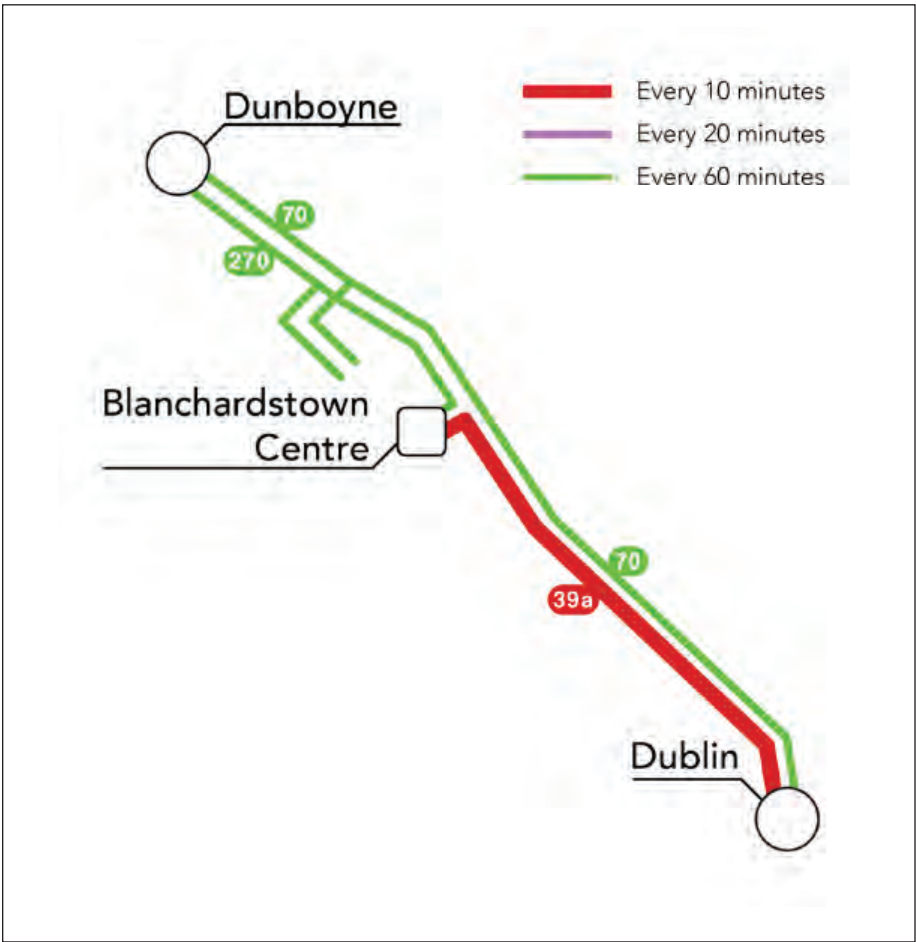 Dunboyne
Every 10 minutes
Every 20 minutes
Every 60 minutes
70
270
Blanchardstown
Centre
70
39a
Dublin